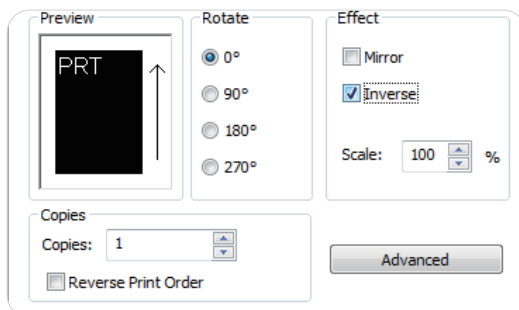 Preview
PRT
Rotate
0°
90°
180°
270°
Effect
Mirror
Inverse
Scale: 100 %
Copies
Copies: 1
Reverse Print Order
Advanced